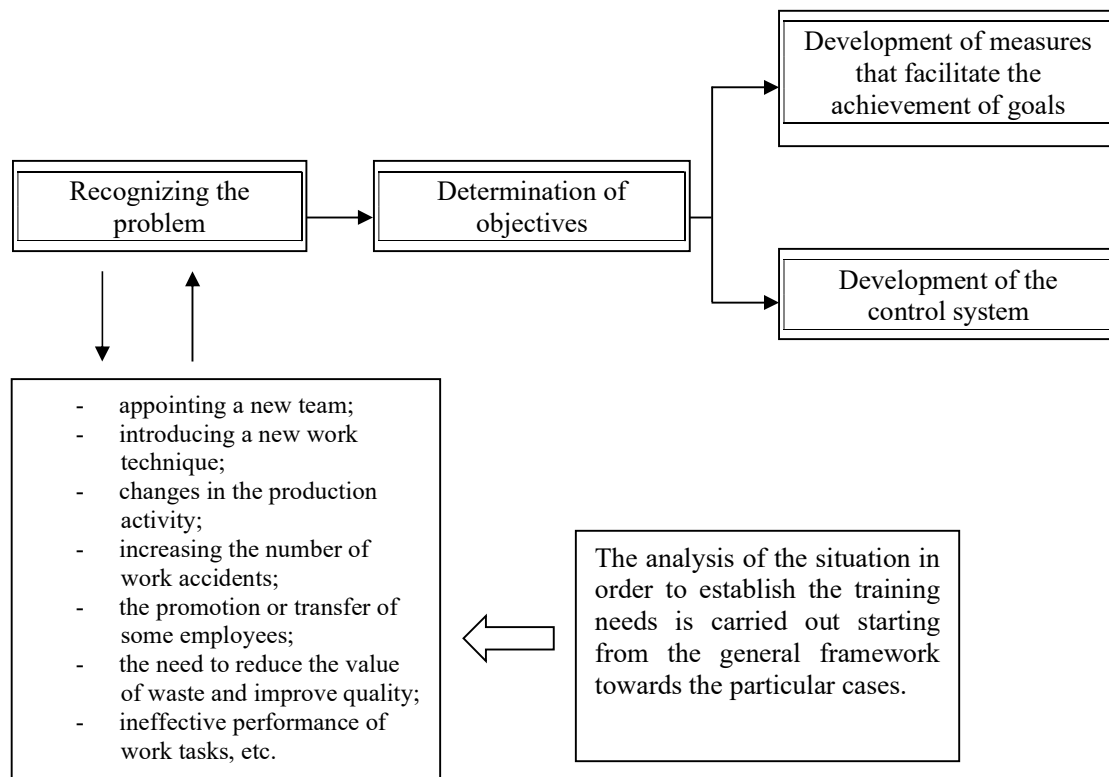 Development of measures
that facilitate the
achievement of goals
Recognizing the
problem
Determination of
objectives
Development of the
control system
- appointing a new team;
- introducing a new work
technique;
- changes in the production
activity;
- increasing the number of
work accidents;
- the promotion or transfer of
some employees;
- the need to reduce the value
of waste and improve quality;
- ineffective performance of
work tasks, etc.
The analysis of the situation in
order to establish the training
needs is carried out starting
from the general framework
towards the particular cases.